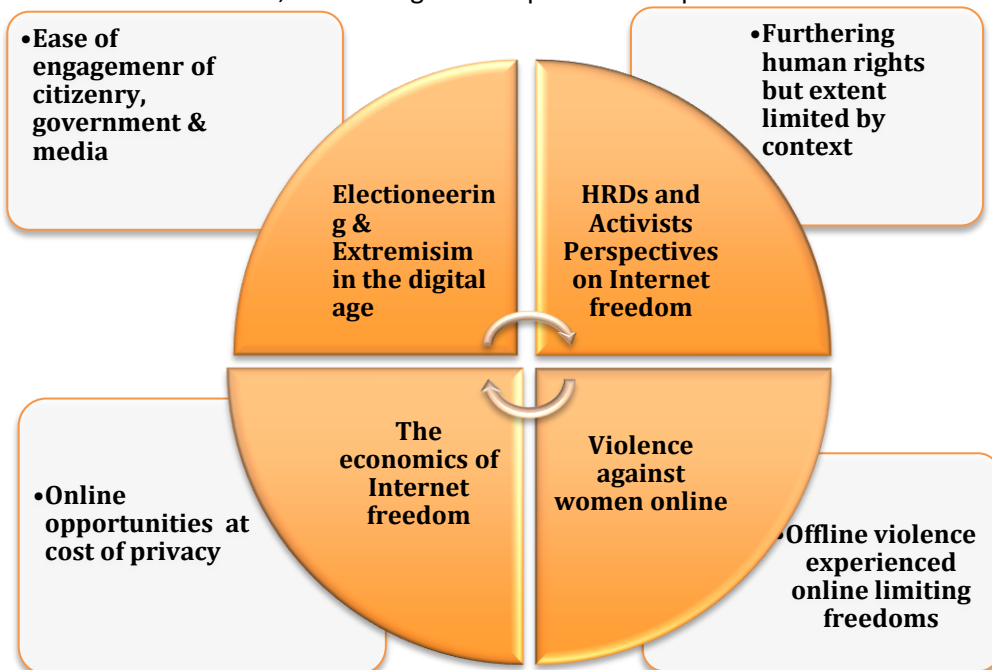 •Ease of
engagemenr of
citizenry,
government &
media
•Furthering
human rights
but extent
limited by
context
Electioneerin
g &
Extremisim
in the digital
age
HRDs and
Activists
Perspectives
on Internet
freedom
The
economics of
Internet
freedom
Violence
against
women online
•Online
opportunities at
cost of privacy
•Offline violence
experienced
online limiting
freedoms